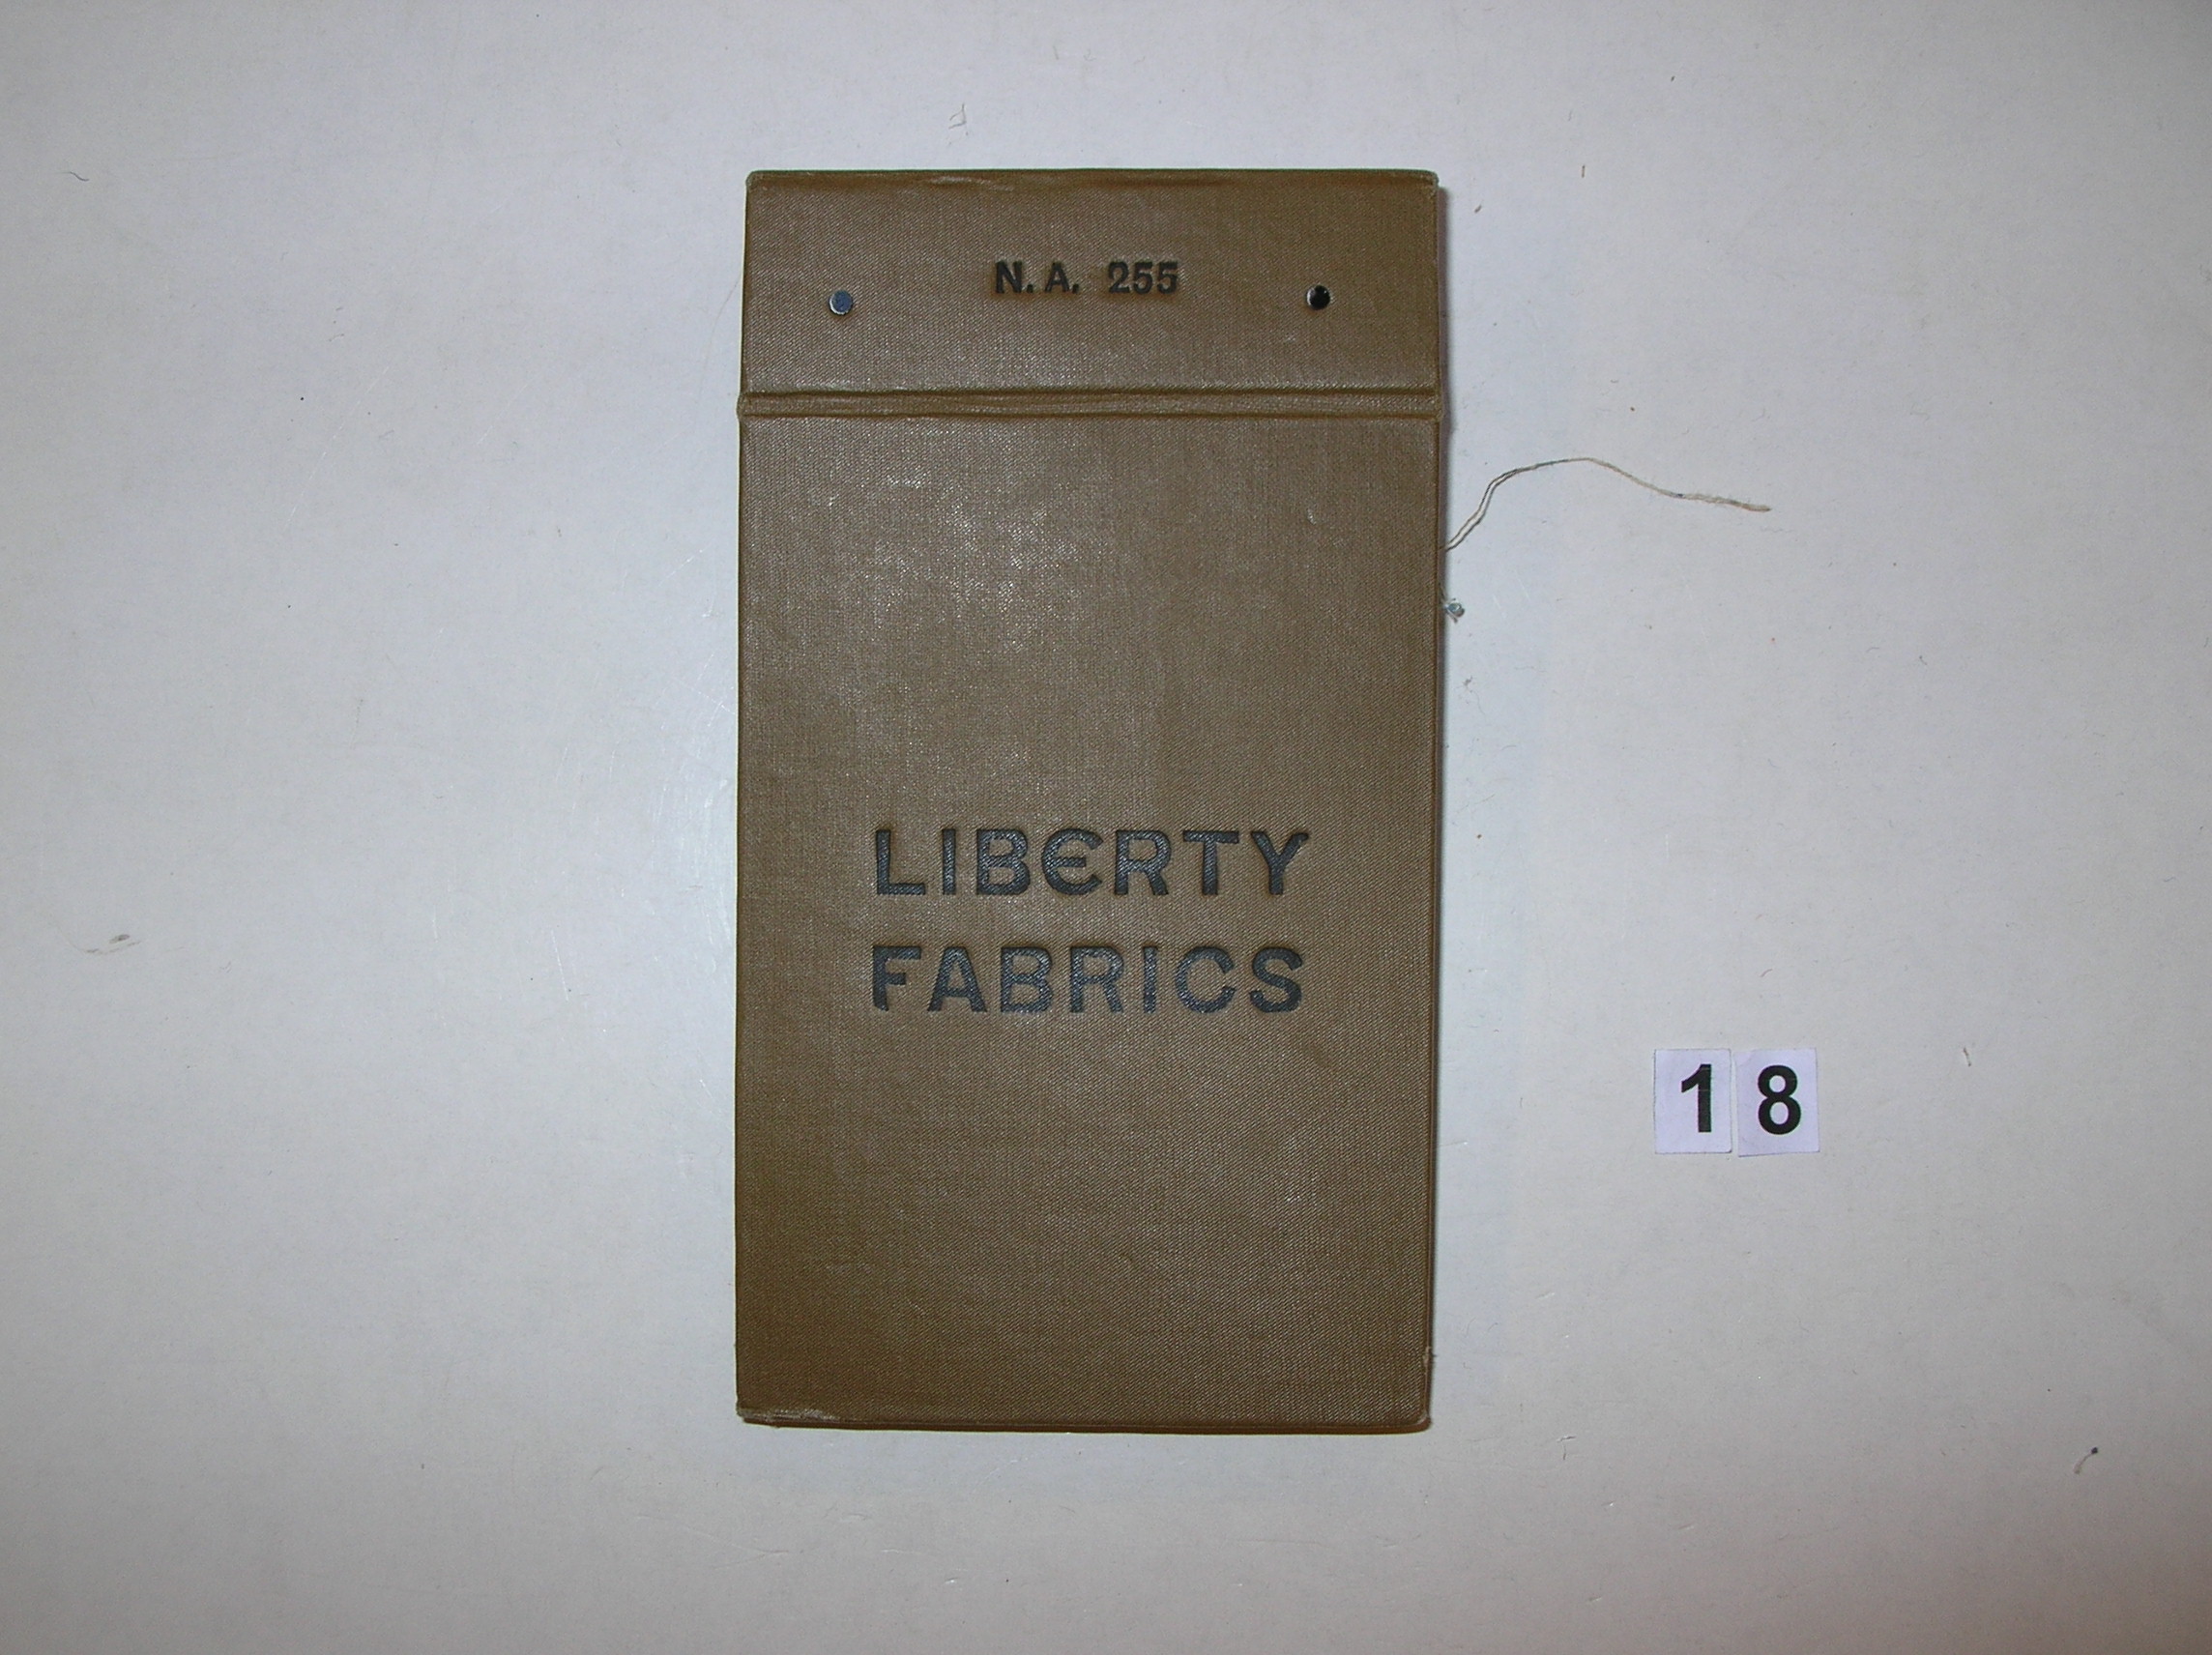 N. A. 255
LIBERTY
FABRICS
18